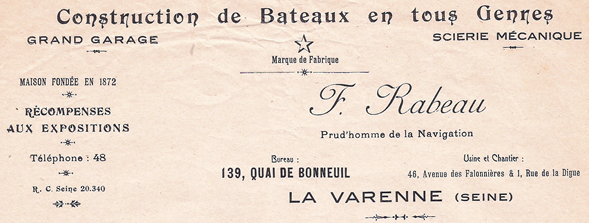 Construction de Bateaux en tous Genres
GRAND GARAGE
SCIERIE MÉCANIQUE
Marque de Fabrique
MAISON FONDÉE EN 1872
RÉCOMPENSES
AUX EXPOSITIONS
Téléphone : 48
R. C. Seine 20.340
F. Rabeau
Prud'homme de la Navigation
Bureau :
139, QUAI DE BONNEUIL
Usine et Chantier :
46, Avenue des Falonnières & 1, Rue de la Digue
LA VARENNE (SEINE)